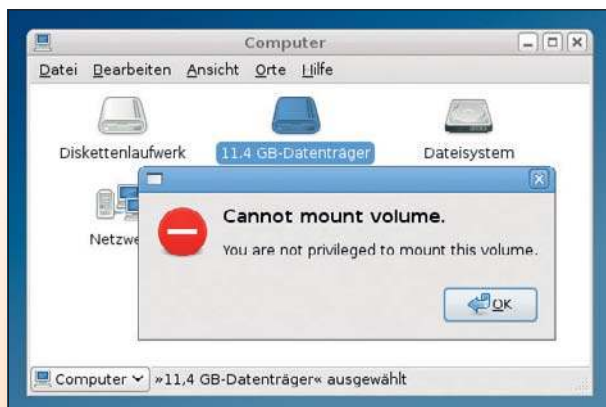 Computer
Datei Bearbeiten Ansicht Orte Hilfe
Diskettenlaufwerk 11.4 GB-Datenträger Dateisystem
Cannot mount volume.
You are not privileged to mount this volume.
OK
Computer »11,4 GB-Datenträger« ausgewählt